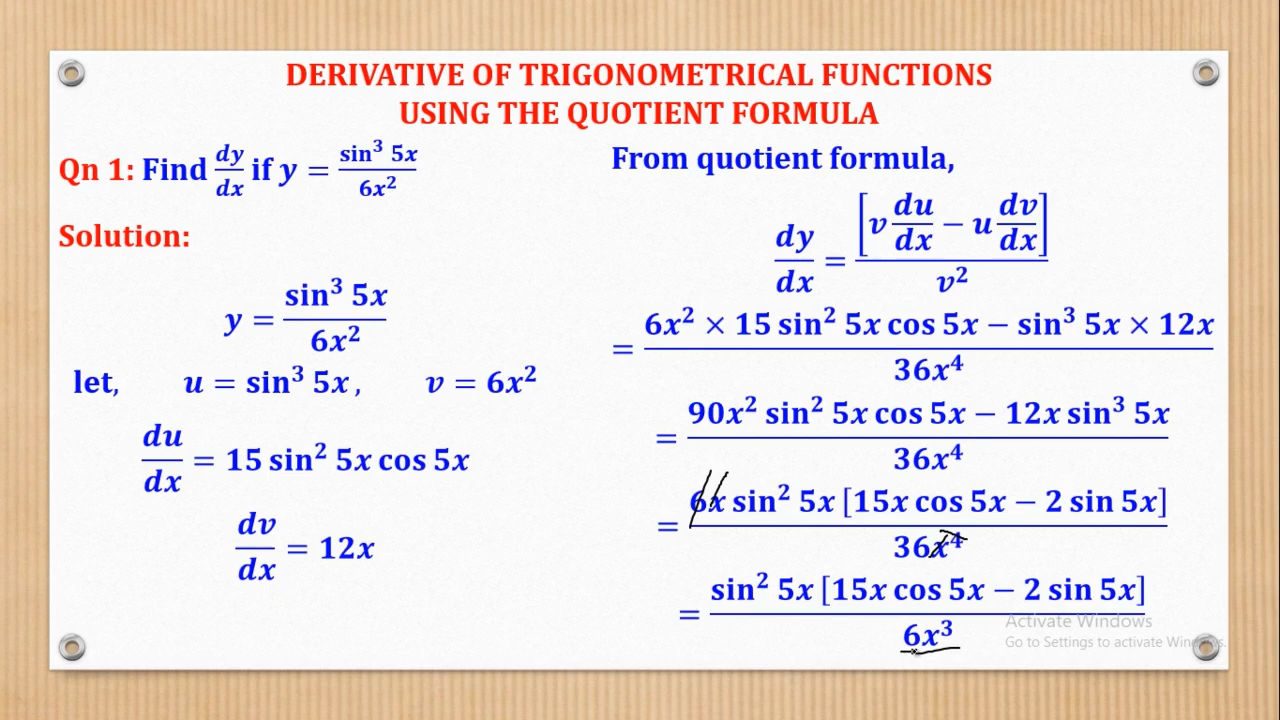 DERIVATIVE OF TRIGONOMETRICAL FUNCTIONS
USING THE QUOTIENT FORMULA
Qn 1: Find dy/dx if y = sin³ 5x / 6x²
Solution:
y = sin³ 5x / 6x²
let, u = sin³ 5x, v = 6x²
du/dx = 15 sin² 5x cos 5x
dv/dx = 12x
From quotient formula,
dy/dx = [v du/dx − u dv/dx] / v²
= 6x² × 15 sin² 5x cos 5x − sin³ 5x × 12x / 36x⁴
= 90x² sin² 5x cos 5x − 12x sin³ 5x / 36x⁴
= 6x sin² 5x [15x cos 5x − 2 sin 5x] / 36x⁴
= sin² 5x [15x cos 5x − 2 sin 5x] / 6x³
Activate Windows
Go to Settings to activate Windows.